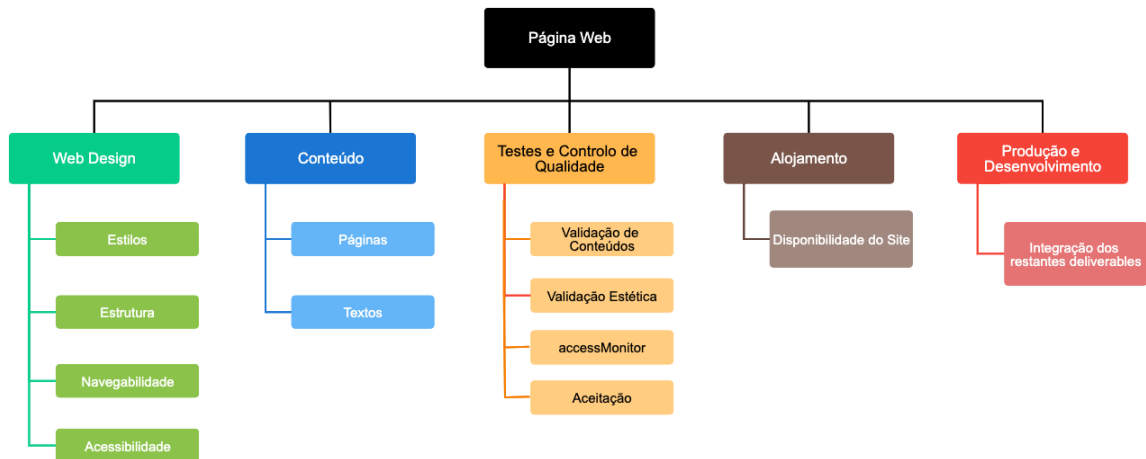 Página Web
Web Design
Conteúdo
Testes e Controlo de
Qualidade
Alojamento
Produção e
Desenvolvimento
Estilos
Estrutura
Navegabilidade
Acessibilidade
Páginas
Textos
Validação de
Conteúdos
Validação Estética
accessMonitor
Aceitação
Disponibilidade do Site
Integração dos
restantes deliverables